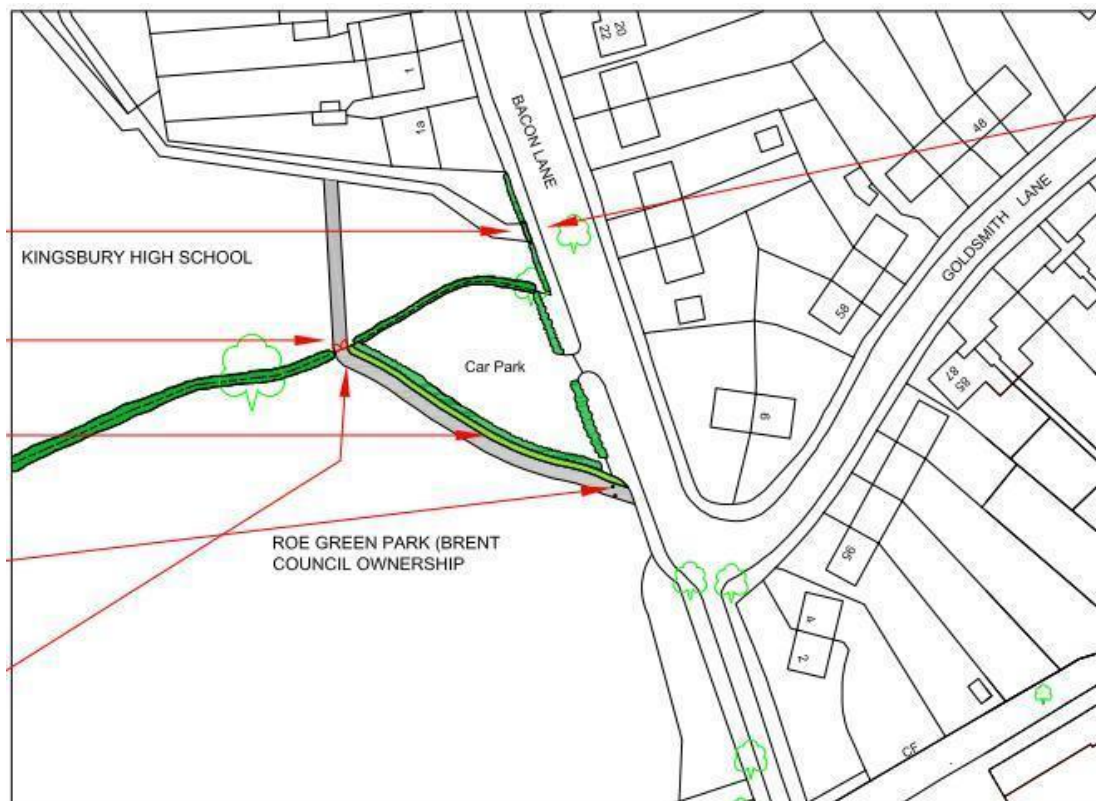 20
22
1
1a
BACON LANE
46
GOLDSMITH LANE
KINGSBURY HIGH SCHOOL
58
Car Park
87
85
6
ROE GREEN PARK (BRENT
COUNCIL OWNERSHIP
95
4
2
CF